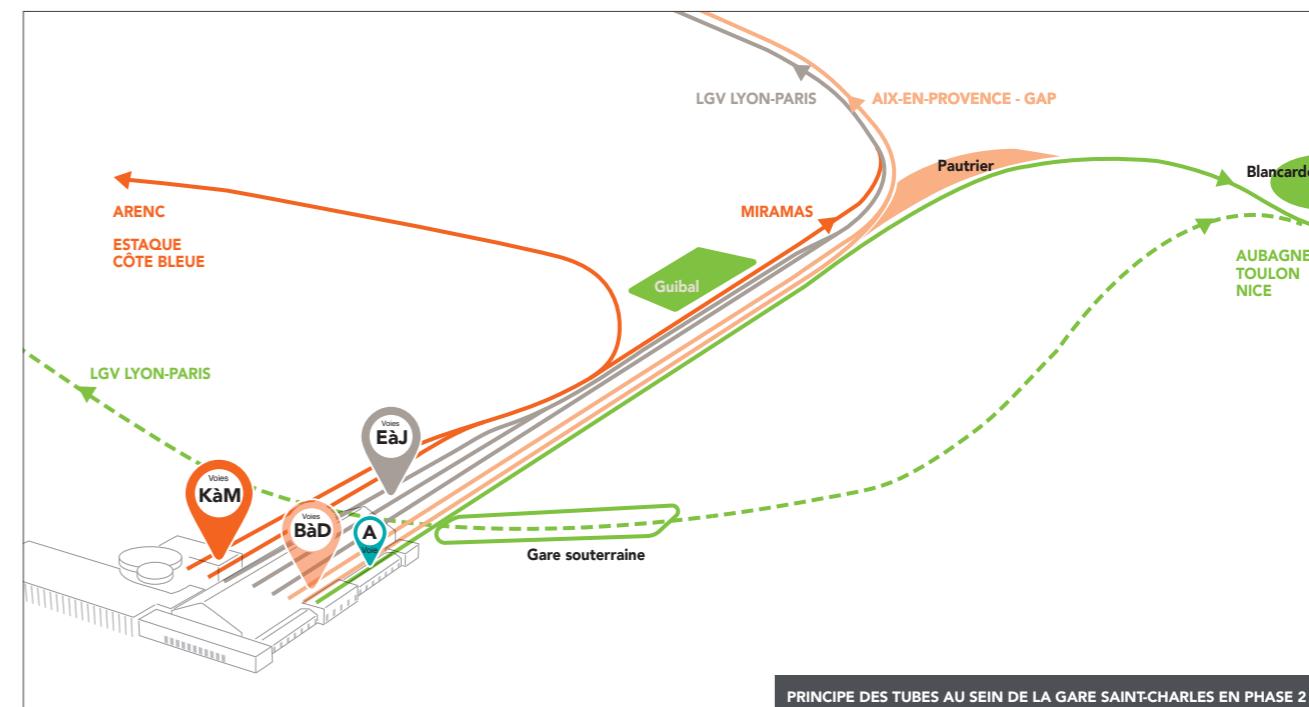 LGV LYON-PARIS
AIX-EN-PROVENCE - GAP
Pautrier
Blancarde
ARENC
ESTAQUE
CÔTE BLEUE
MIRAMAS
Guibal
AUBAGNE
TOULON
NICE
LGV LYON-PARIS
Voies
EàJ
Voies
KàM
Voies
BàD
A
Voie
Gare souterraine
PRINCIPE DES TUBES AU SEIN DE LA GARE SAINT-CHARLES EN PHASE 2